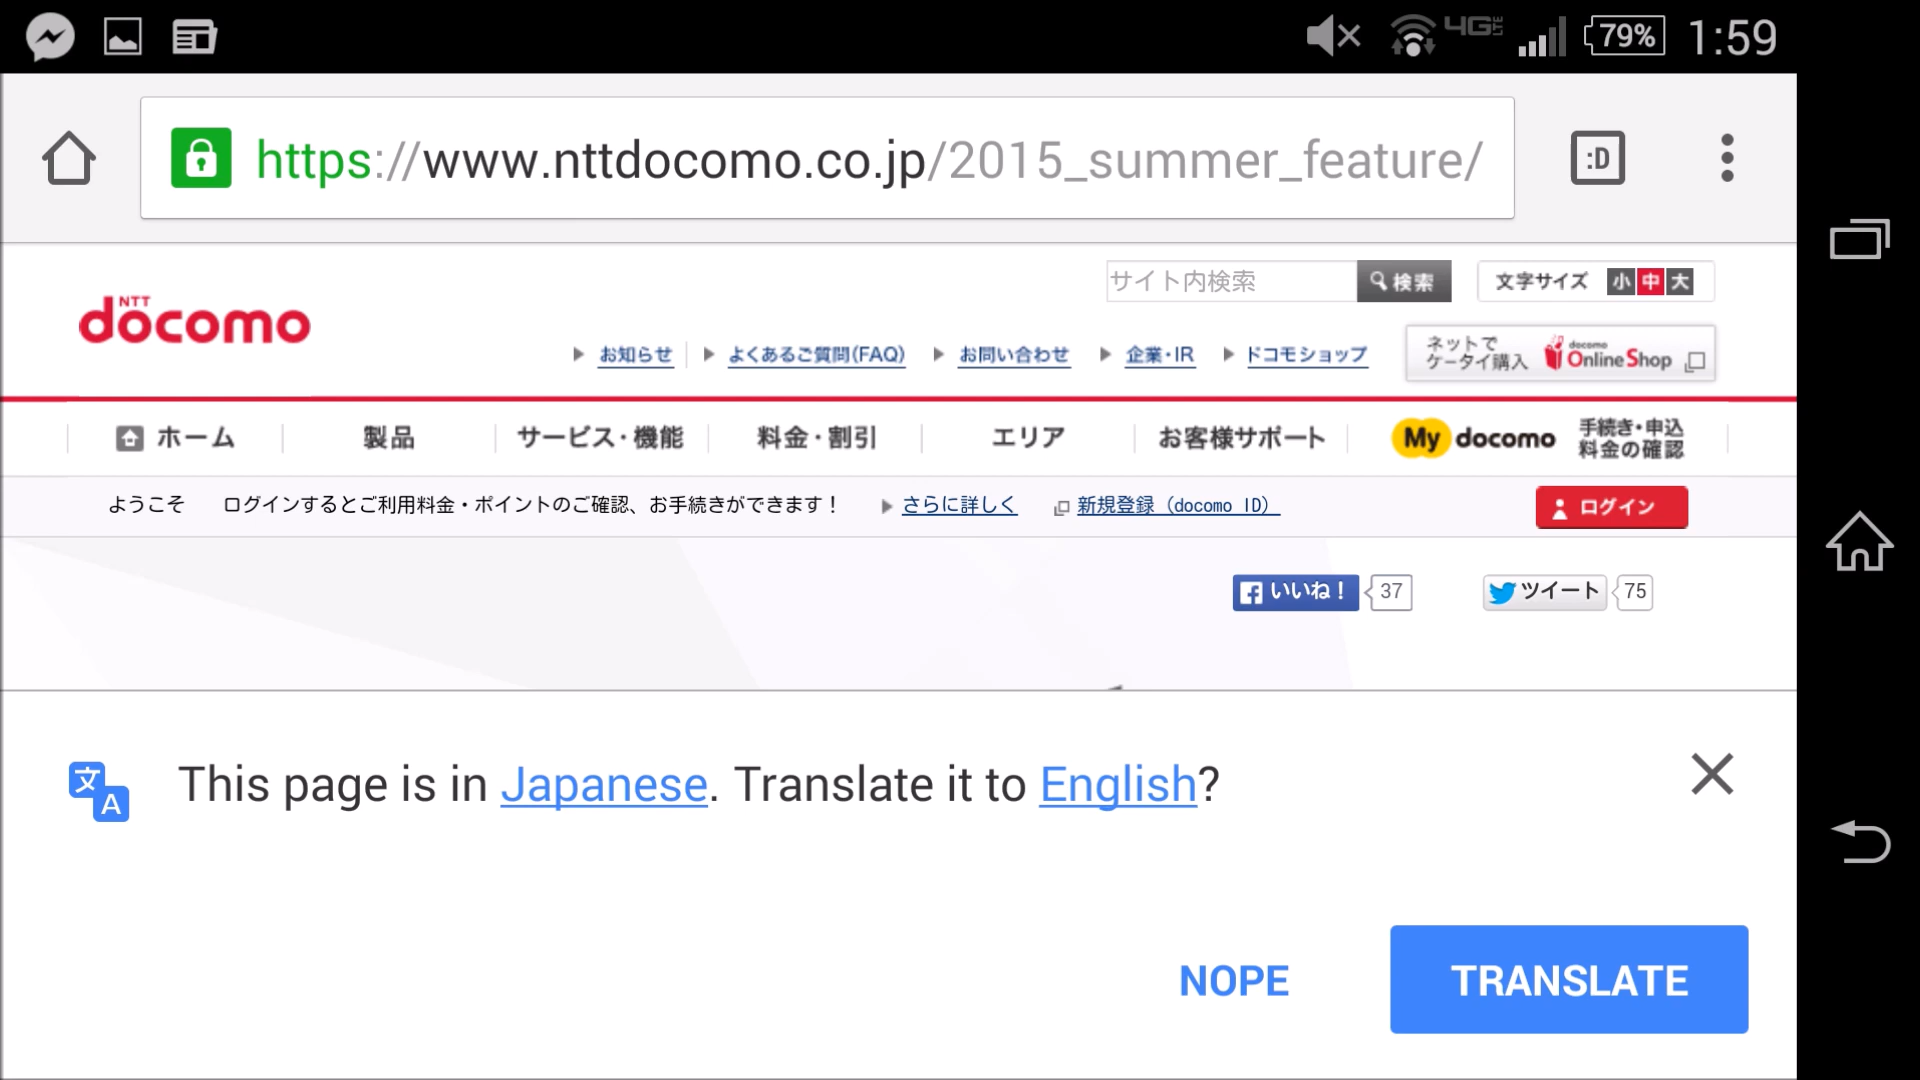 4G LTE 79% 1:59
https://www.nttdocomo.co.jp/2015_summer_feature/ :D
サイト内検索 検索 文字サイズ 小 中 大
NTT docomo
お知らせ よくあるご質問(FAQ) お問い合わせ 企業・IR ドコモショップ
ネットで
ケータイ購入
docomo
Online Shop
ホーム 製品 サービス・機能 料金・割引 エリア お客様サポート My docomo
手続き・申込
料金の確認
ようこそ ログインするとご利用料金・ポイントのご確認、お手続きができます! さらに詳しく 新規登録 (docomo ID) ログイン
いいね! 37 ツイート 75
文 A This page is in Japanese. Translate it to English?
NOPE TRANSLATE